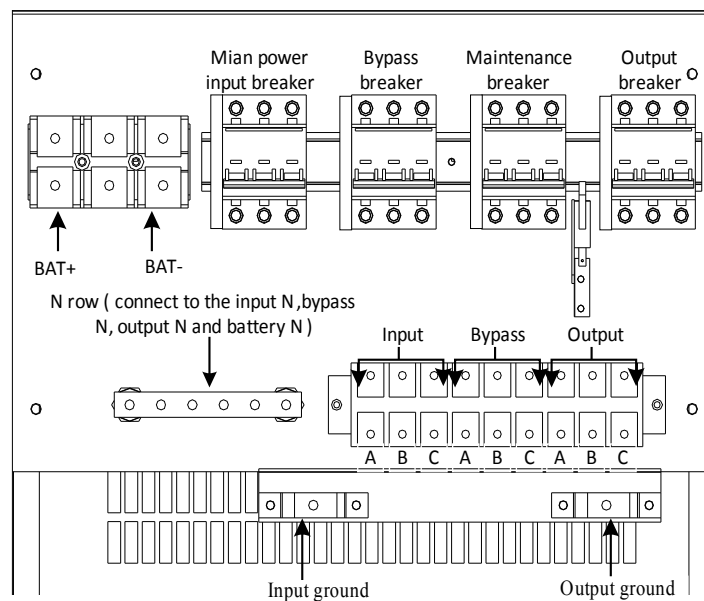 Mian power
input breaker
Bypass
breaker
Maintenance
breaker
Output
breaker
BAT+
BAT-
N row ( connect to the input N ,bypass
N, output N and battery N )
Input
Bypass
Output
A B C A B C A B C
Input ground
Output ground